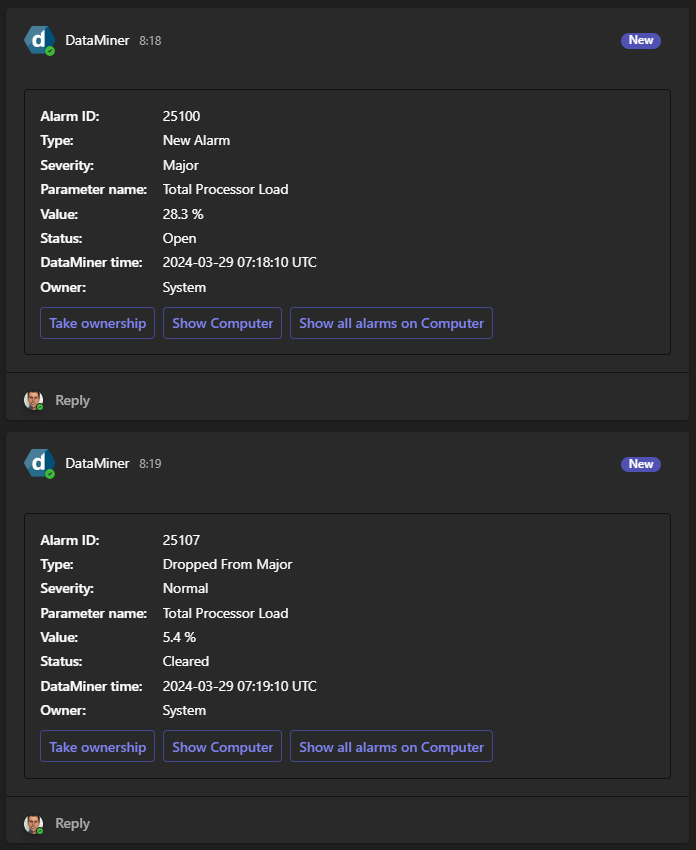 d DataMiner 8:18 New
Alarm ID: 25100
Type: New Alarm
Severity: Major
Parameter name: Total Processor Load
Value: 28.3 %
Status: Open
DataMiner time: 2024-03-29 07:18:10 UTC
Owner: System
Take ownership Show Computer Show all alarms on Computer
Reply
d DataMiner 8:19 New
Alarm ID: 25107
Type: Dropped From Major
Severity: Normal
Parameter name: Total Processor Load
Value: 5.4 %
Status: Cleared
DataMiner time: 2024-03-29 07:19:10 UTC
Owner: System
Take ownership Show Computer Show all alarms on Computer
Reply